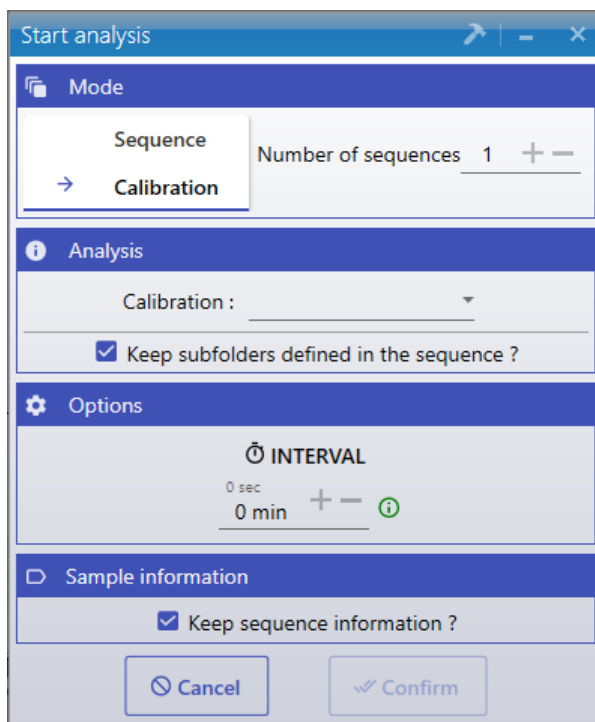 Start analysis
Mode
Sequence
Calibration
Number of sequences 1
Analysis
Calibration :
Keep subfolders defined in the sequence ?
Options
INTERVAL
0 sec
0 min
Sample information
Keep sequence information ?
Cancel
Confirm